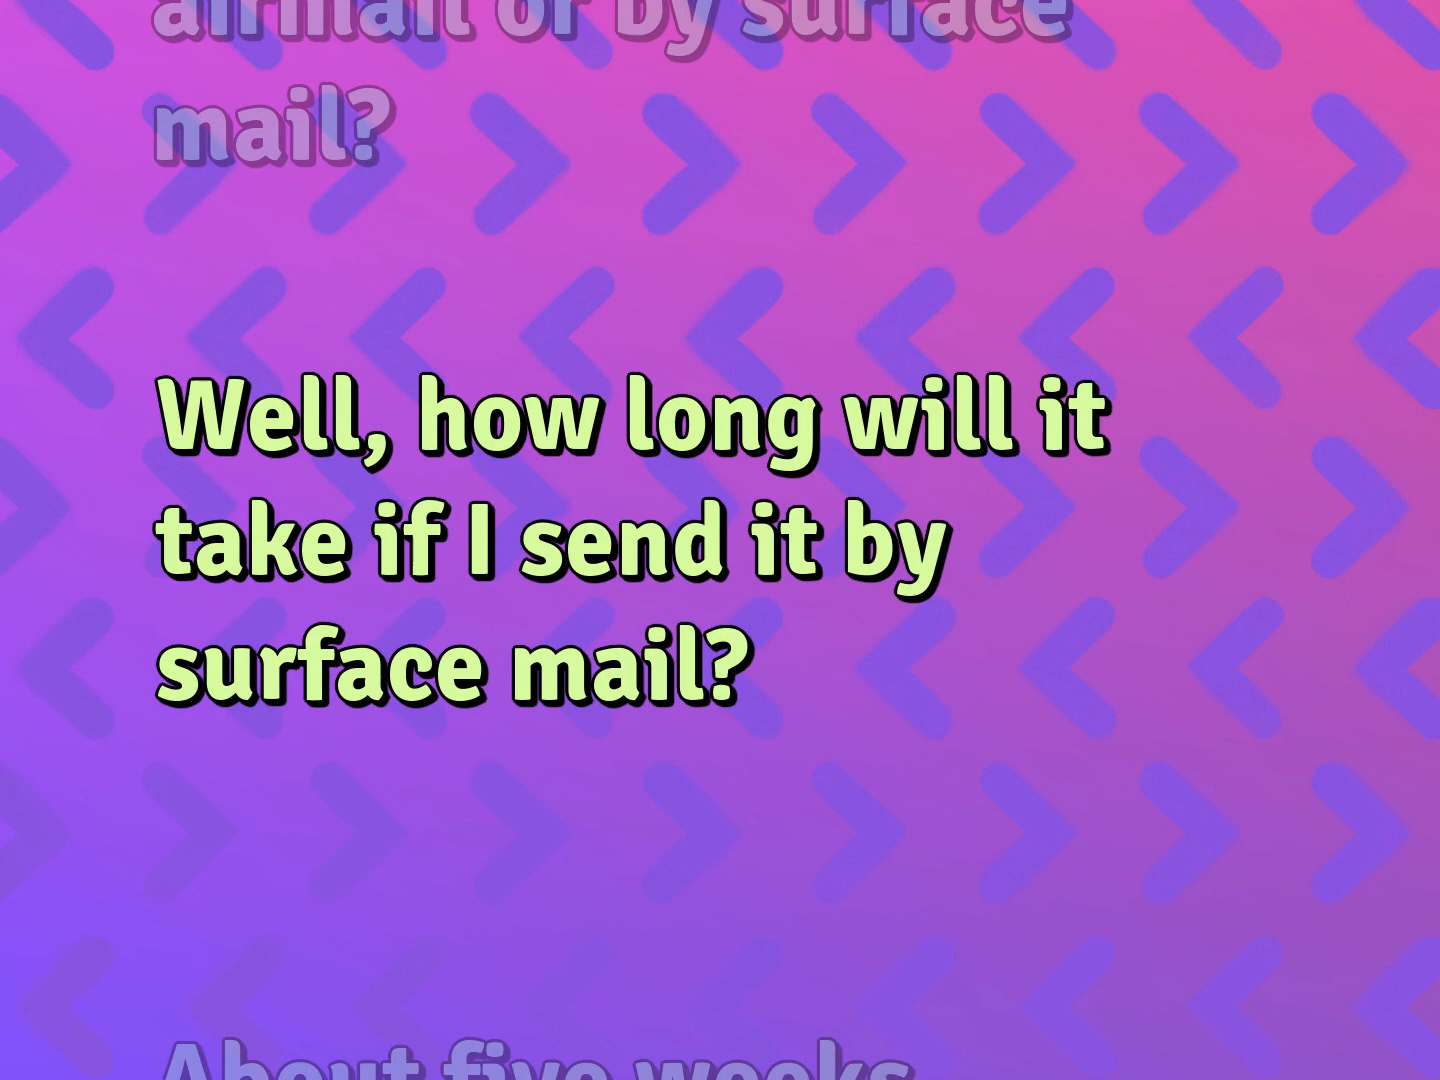 airmail or by surface
mail?
Well, how long will it
take if I send it by
surface mail?
About five weeks